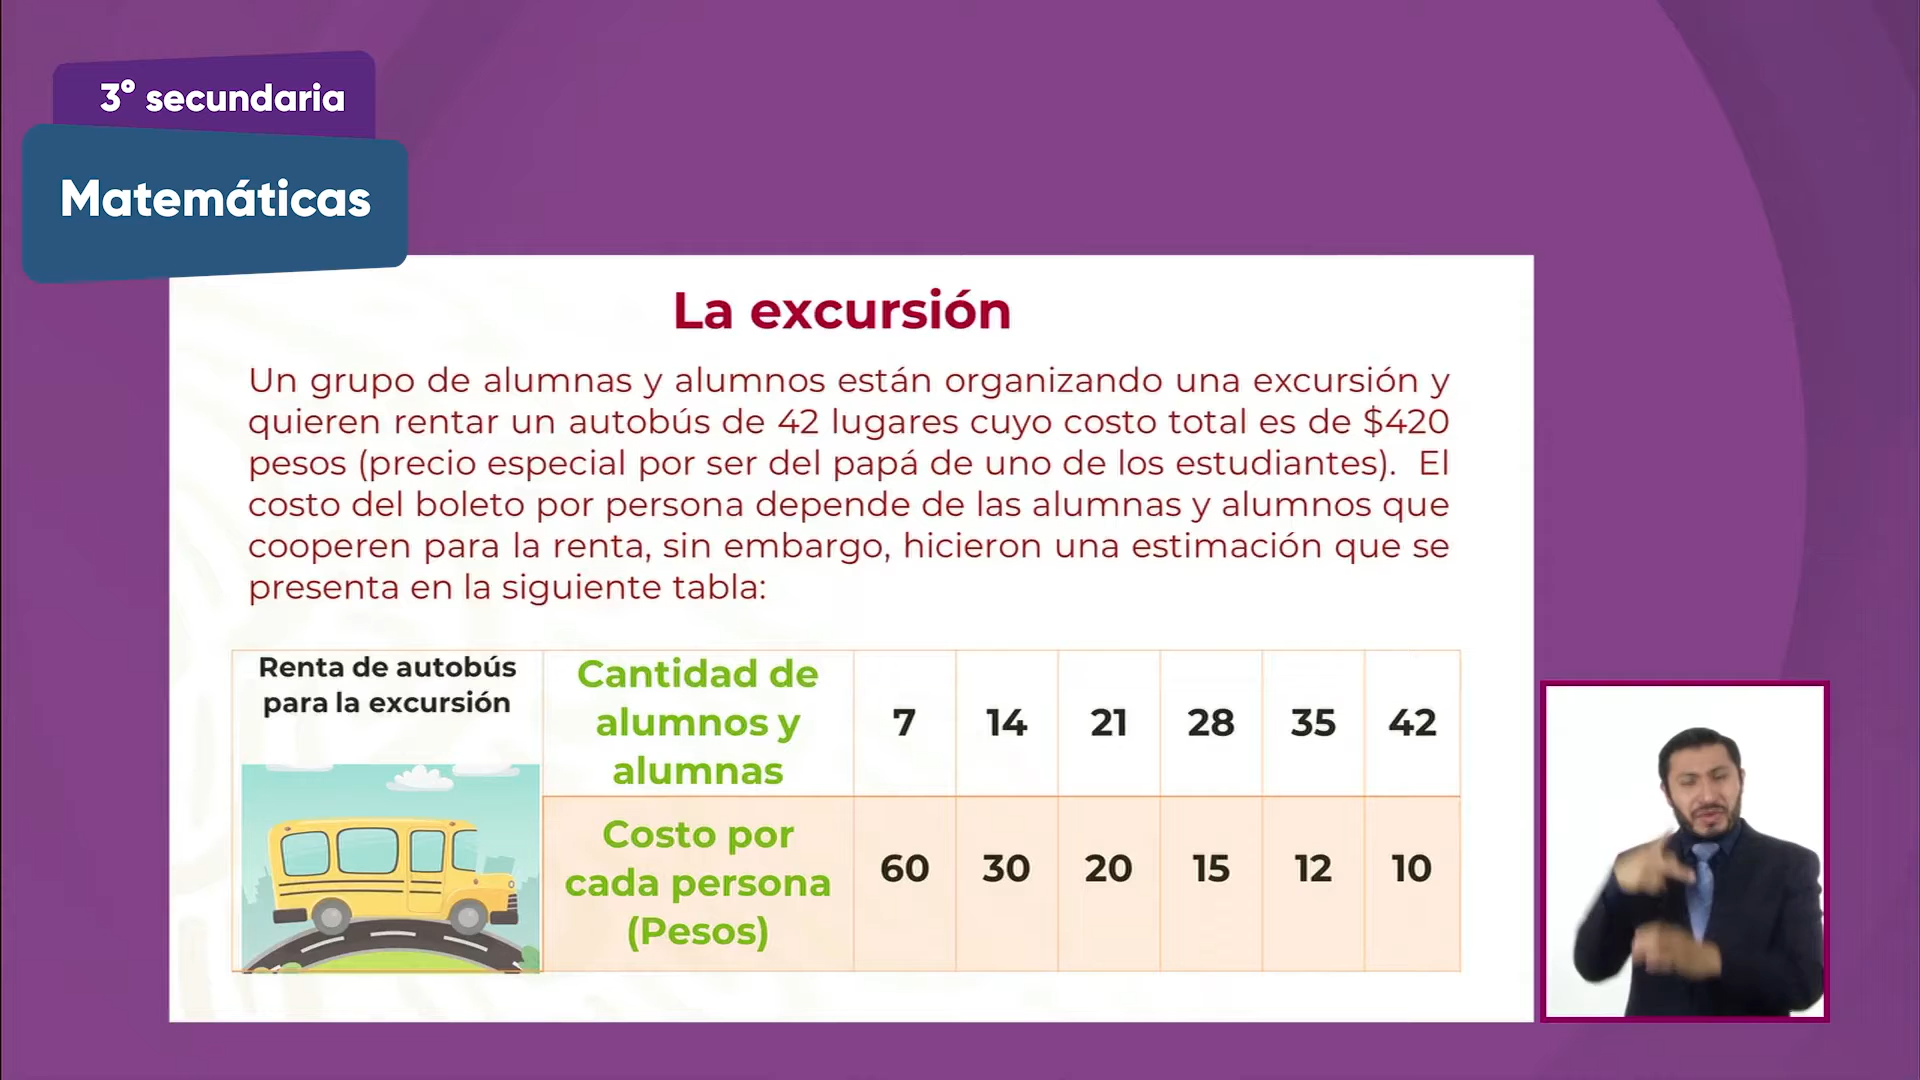 3° secundaria
Matemáticas
La excursión
Un grupo de alumnas y alumnos están organizando una excursión y
quieren rentar un autobús de 42 lugares cuyo costo total es de $420
pesos (precio especial por ser del papá de uno de los estudiantes). El
costo del boleto por persona depende de las alumnas y alumnos que
cooperen para la renta, sin embargo, hicieron una estimación que se
presenta en la siguiente tabla:
Renta de autobús
para la excursión
Cantidad de
alumnos y
alumnas
7 14 21 28 35 42
Costo por
cada persona
(Pesos)
60 30 20 15 12 10